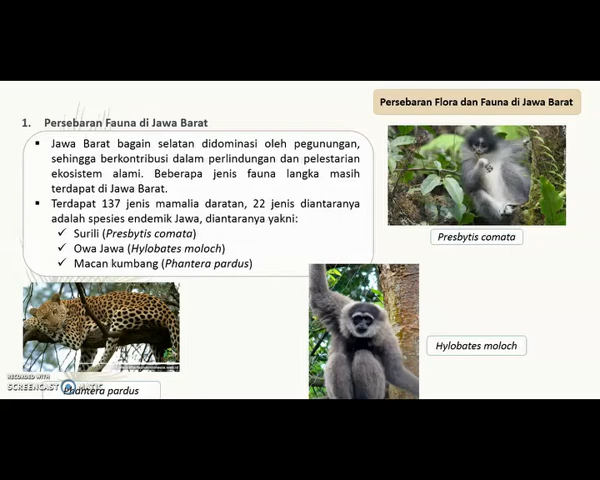 Persebaran Flora dan Fauna di Jawa Barat
1. Persebaran Fauna di Jawa Barat
▪ Jawa Barat bagain selatan didominasi oleh pegunungan,
sehingga berkontribusi dalam perlindungan dan pelestarian
ekosistem alami. Beberapa jenis fauna langka masih
terdapat di Jawa Barat.
▪ Terdapat 137 jenis mamalia daratan, 22 jenis diantaranya
adalah spesies endemik Jawa, diantaranya yakni:
✓ Surili (Presbytis comata)
✓ Owa Jawa (Hylobates moloch)
✓ Macan kumbang (Phantera pardus)
Presbytis comata
Hylobates moloch
Phantera pardus
RECORDED WITH
SCREENCAST MATIC